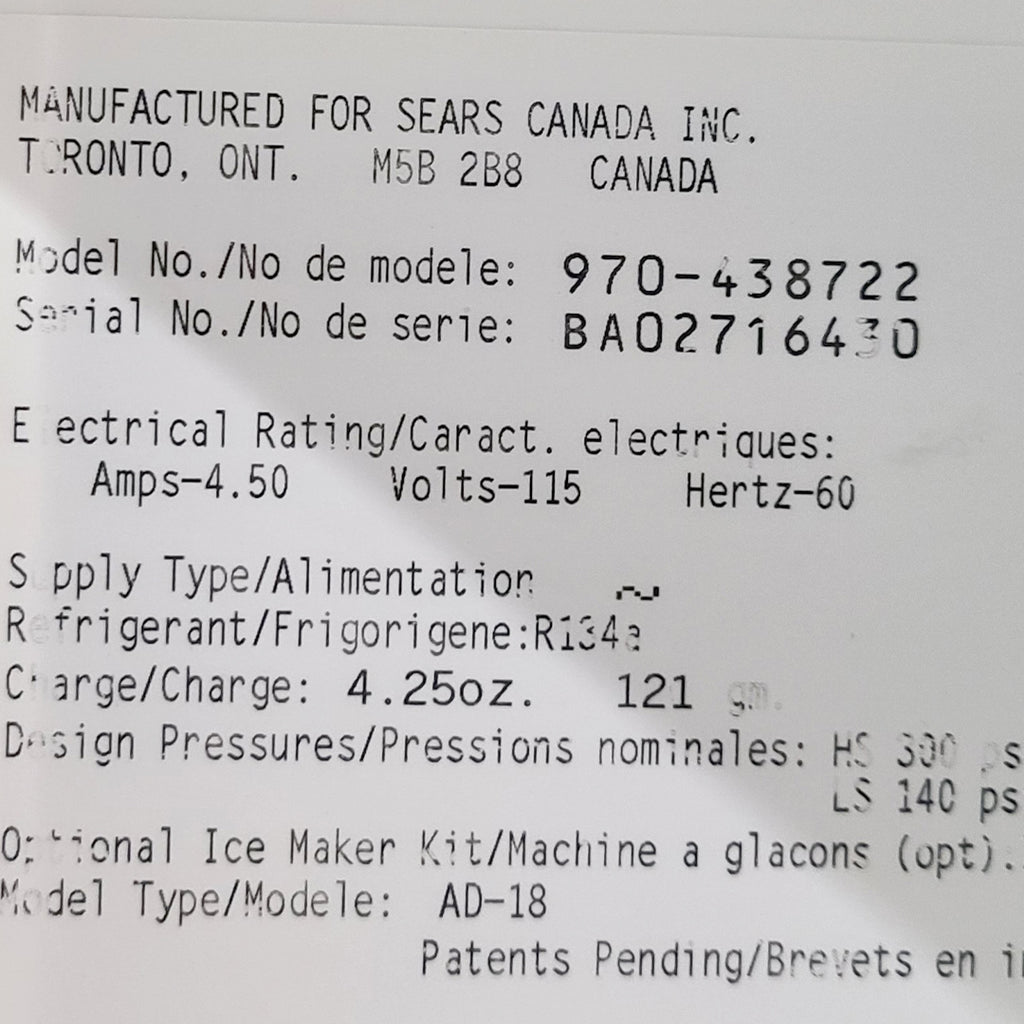 MANUFACTURED FOR SEARS CANADA INC.
TORONTO, ONT. M5B 2B8 CANADA
Model No./No de modele: 970-438722
Serial No./No de serie: BA02716430
Electrical Rating/Caract. electriques:
Amps-4.50 Volts-115 Hertz-60
Supply Type/Alimentation
Refrigerant/Frigorigene:R134a
Charge/Charge: 4.25oz. 121 gm.
Design Pressures/Pressions nominales: HS 300 ps
LS 140 ps
Optional Ice Maker Kit/Machine a glacons (opt).
Model Type/Modele: AD-18
Patents Pending/Brevets en